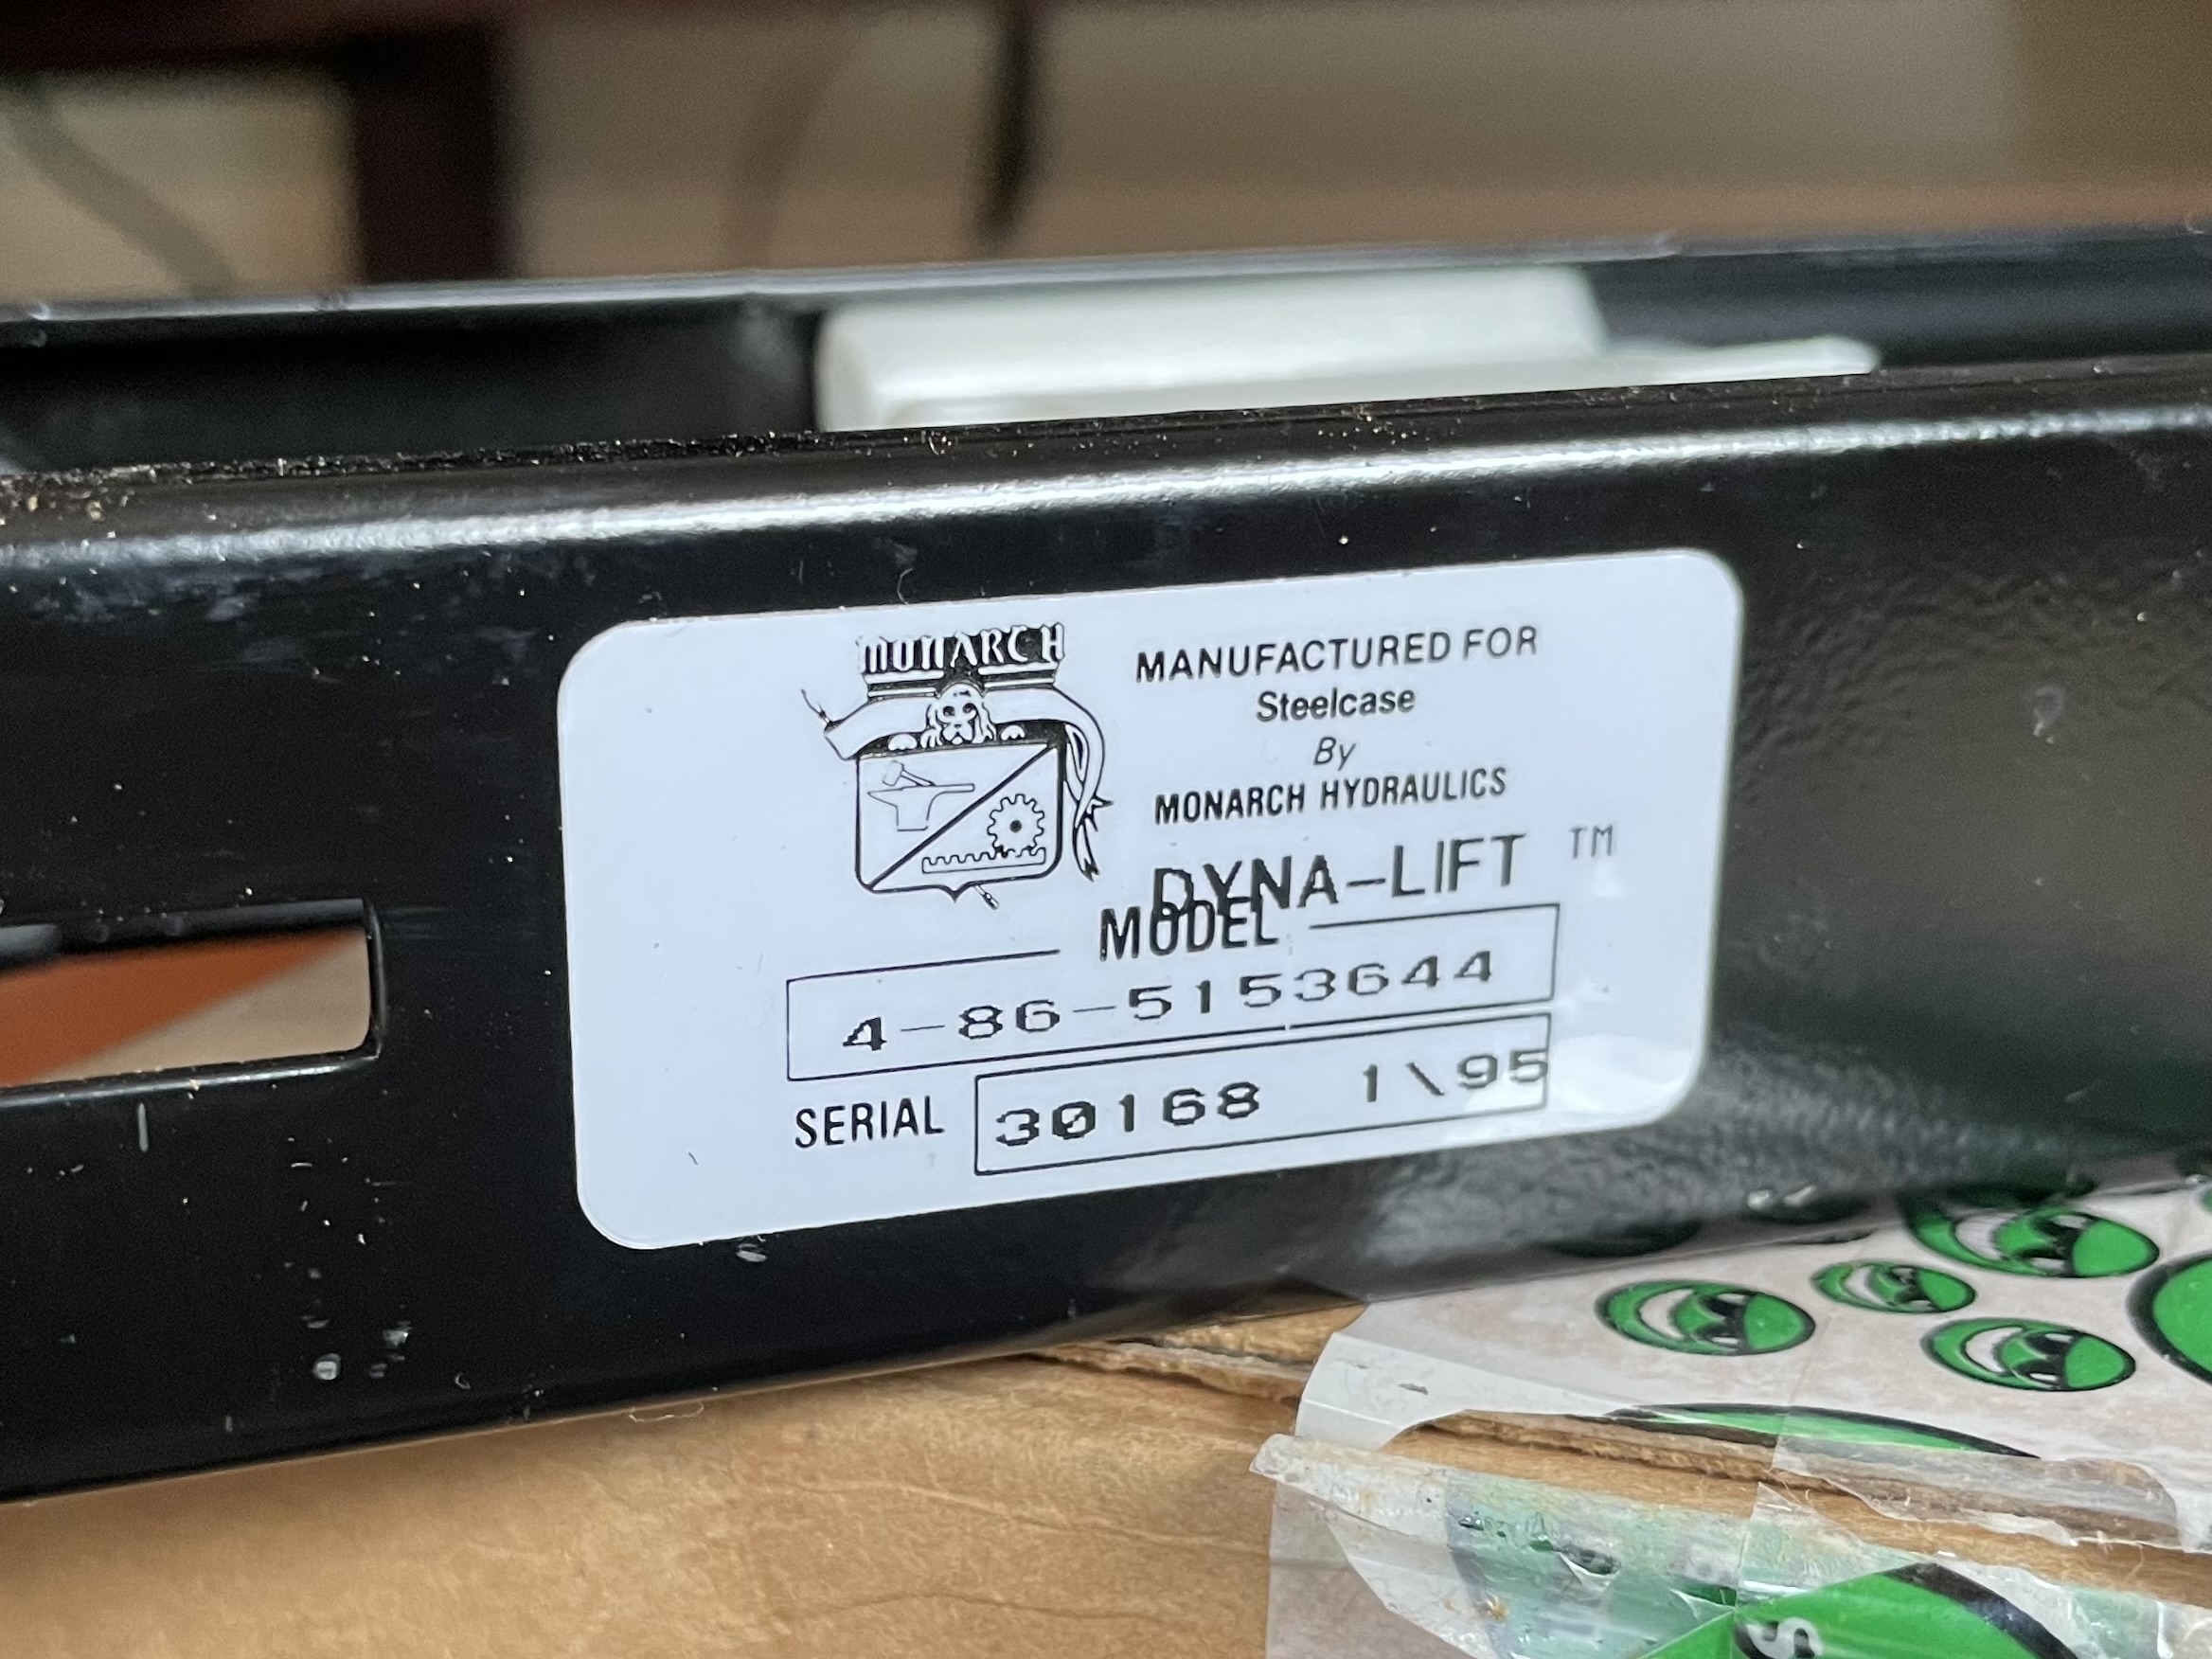 MONARCH
MANUFACTURED FOR
Steelcase
By
MONARCH HYDRAULICS
DYNA-LIFT ™
MODEL
4-86-5153644
SERIAL 30168 1\95